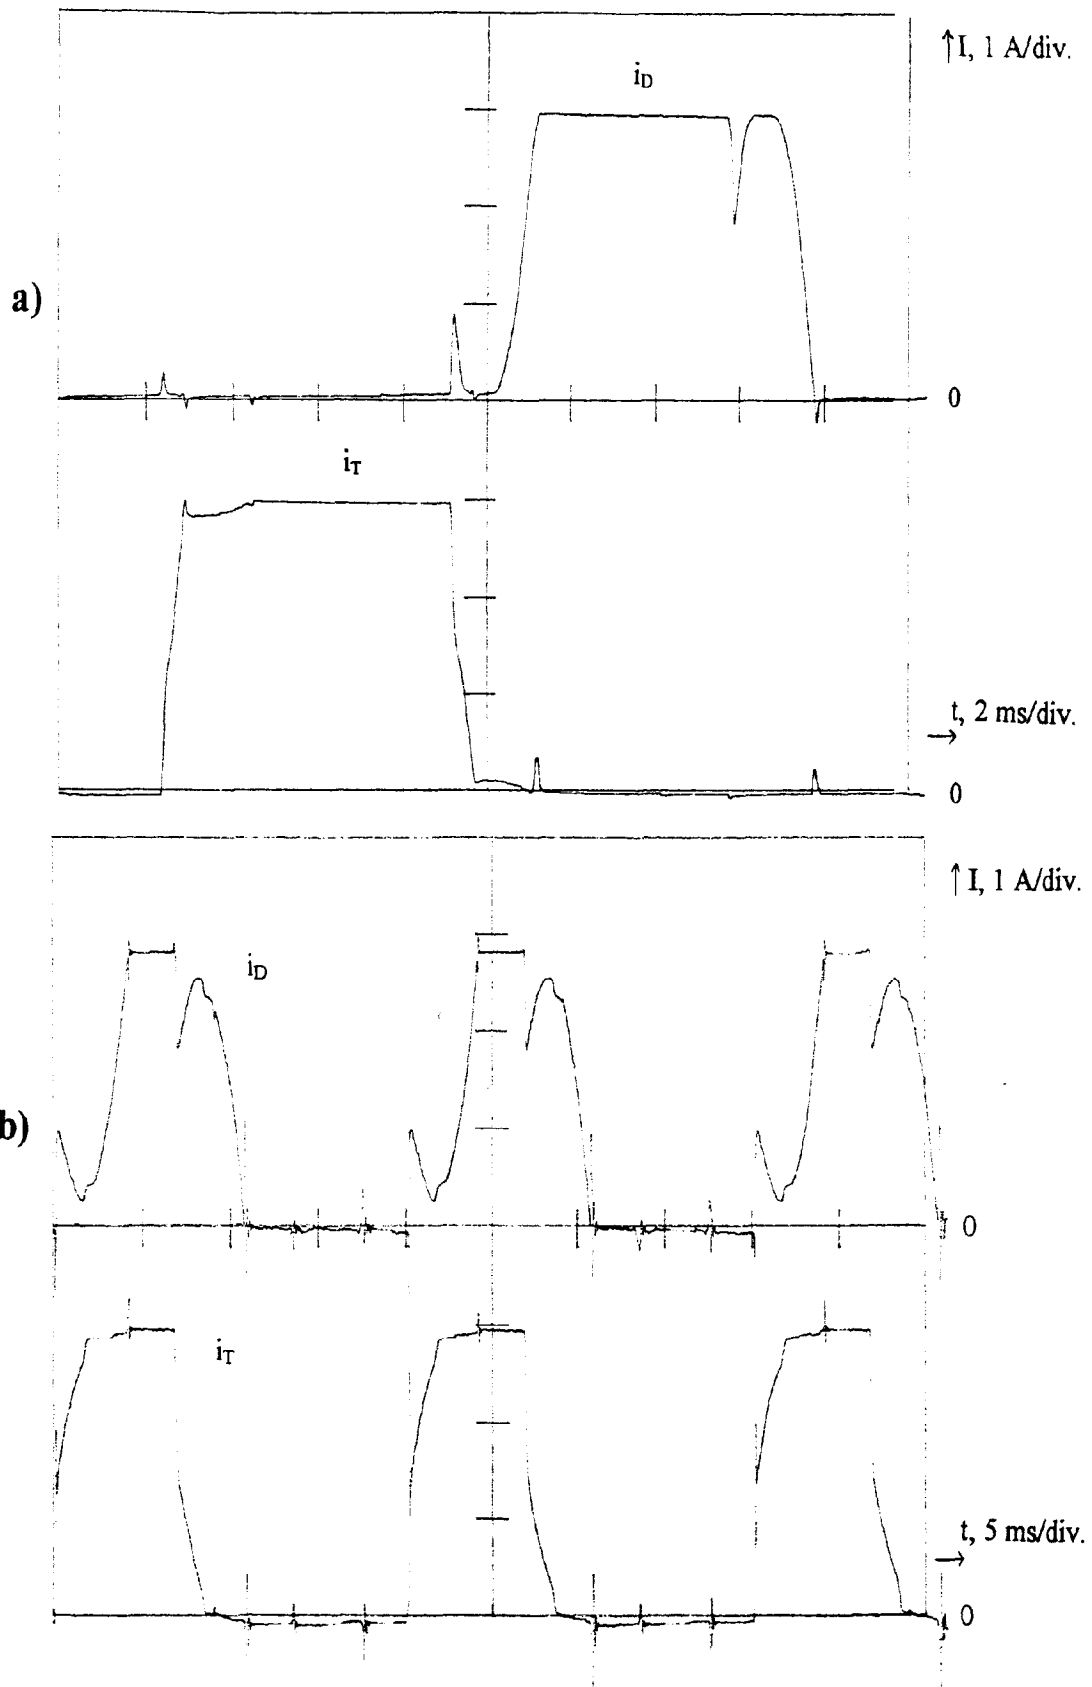 ↑I, 1 A/div.
i_D
a)
0
i_T
t, 2 ms/div.
→
0
↑I, 1 A/div.
i_D
b)
0
i_T
t, 5 ms/div.
→
0